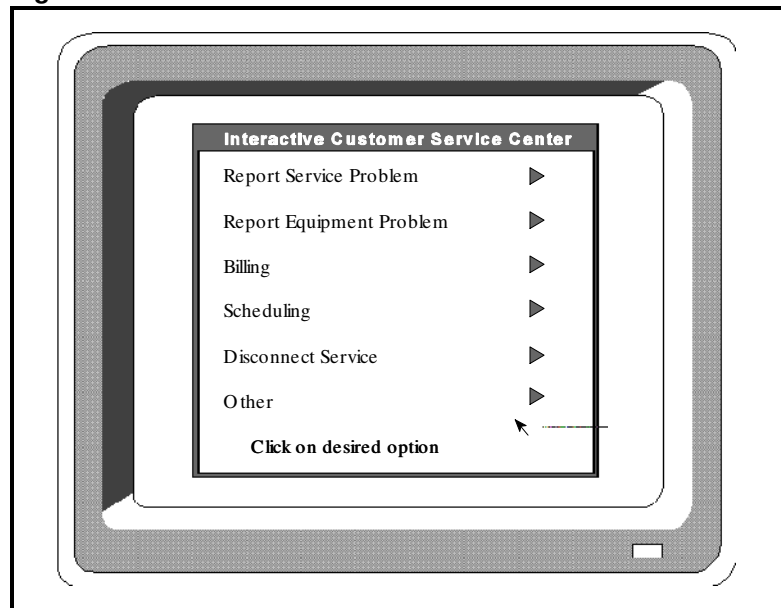 Interactive Customer Service Center
Report Service Problem
Report Equipment Problem
Billing
Scheduling
Disconnect Service
Other
Click on desired option